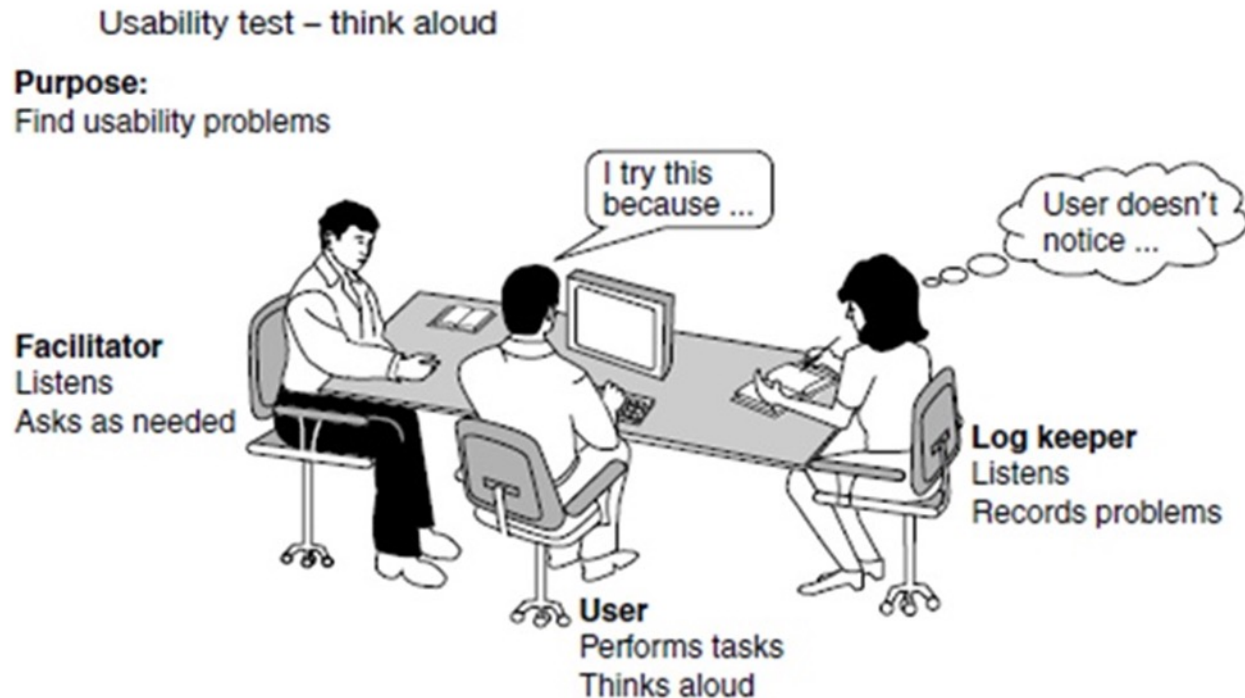 Usability test – think aloud
Purpose:
Find usability problems
I try this
because ...
User doesn't
notice ...
Facilitator
Listens
Asks as needed
Log keeper
Listens
Records problems
User
Performs tasks
Thinks aloud